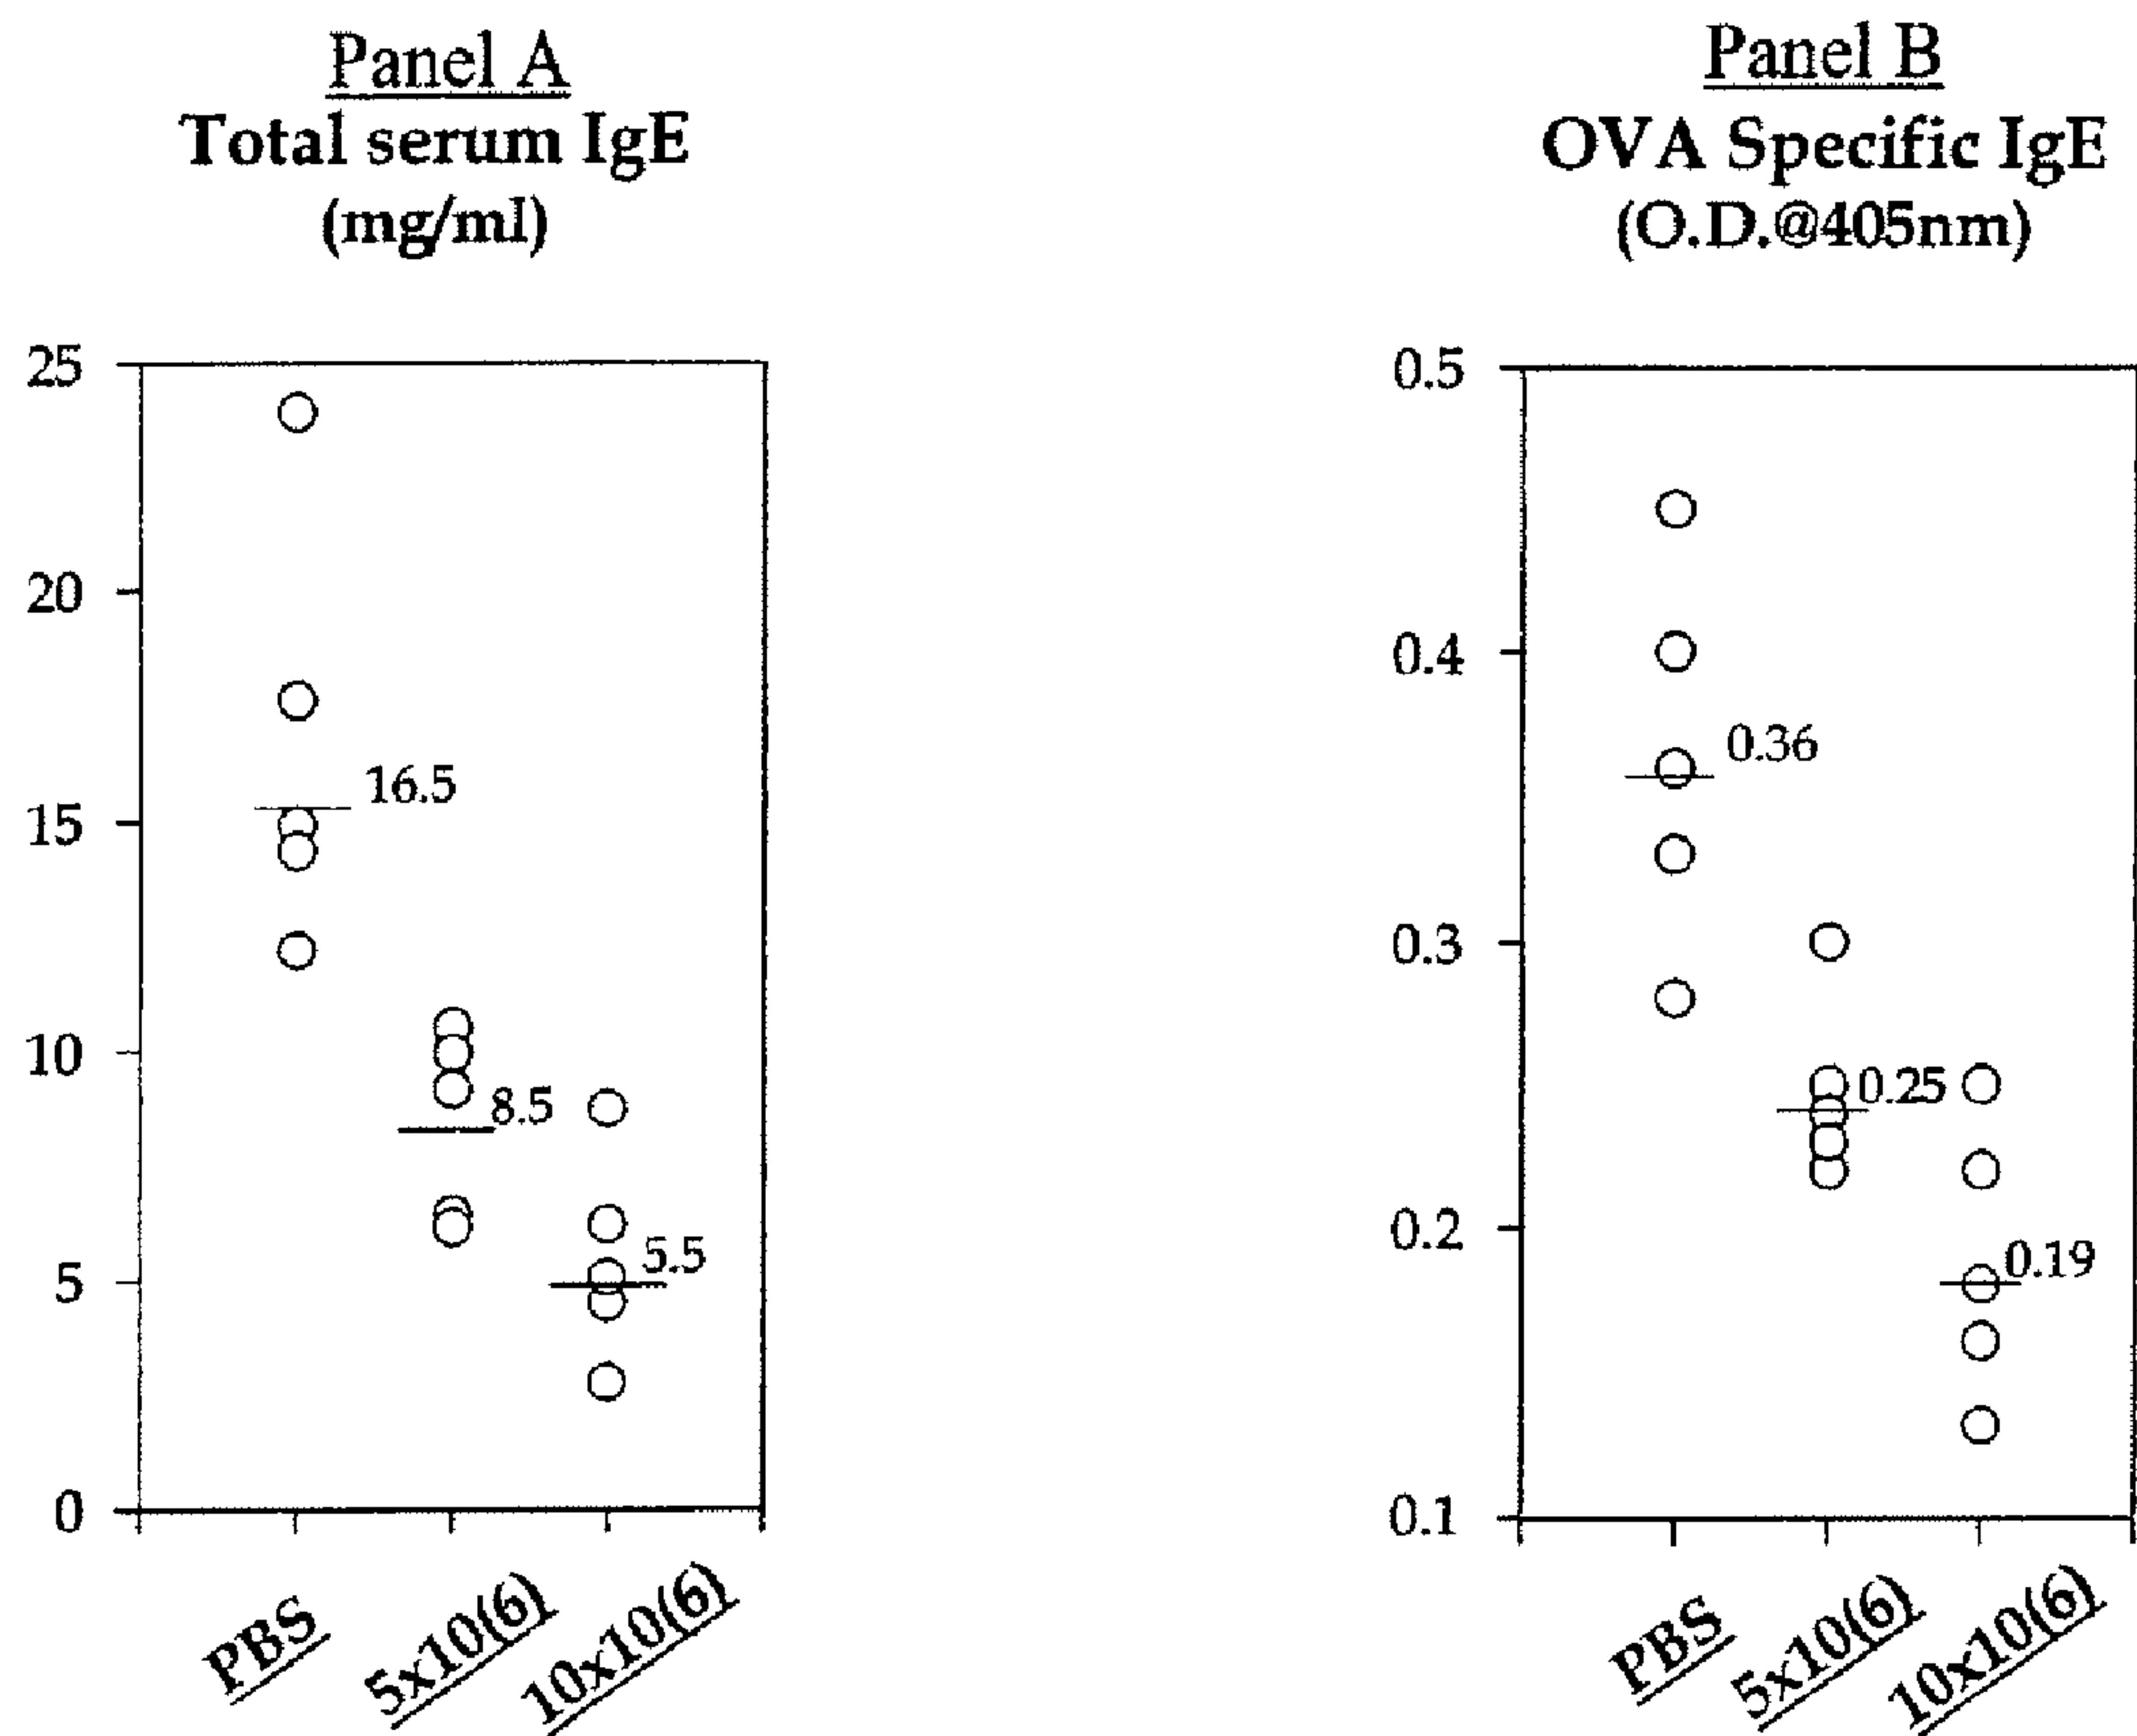 Panel A
Total serum IgE
(mg/ml)
25
20
15
10
5
0
16.5
8.5
5.5
PBS
5x10(6)
10x10(6)
Panel B
OVA Specific IgE
(O.D.@405nm)
0.5
0.4
0.3
0.2
0.1
0.36
0.25
0.19
PBS
5x10(6)
10x10(6)